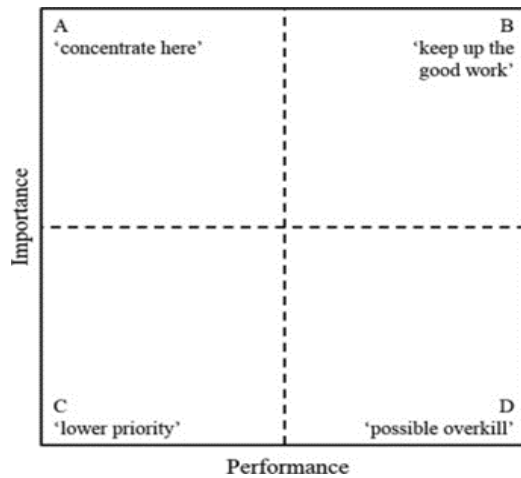 A
‘concentrate here’
B
‘keep up the
good work’
Importance
C
‘lower priority’
D
‘possible overkill’
Performance